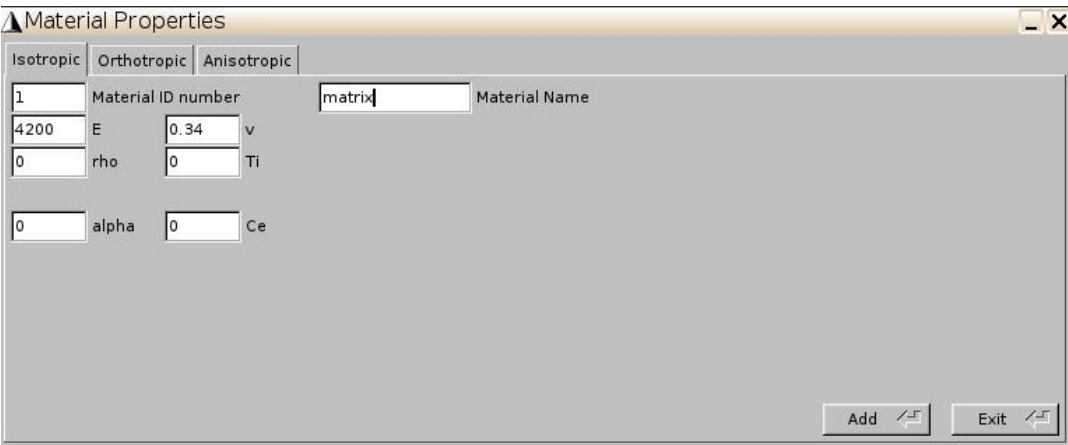 Material Properties
Isotropic Orthotropic Anisotropic
1 Material ID number matrix Material Name
4200 E 0.34 v
0 rho 0 Ti
0 alpha 0 Ce
Add Exit